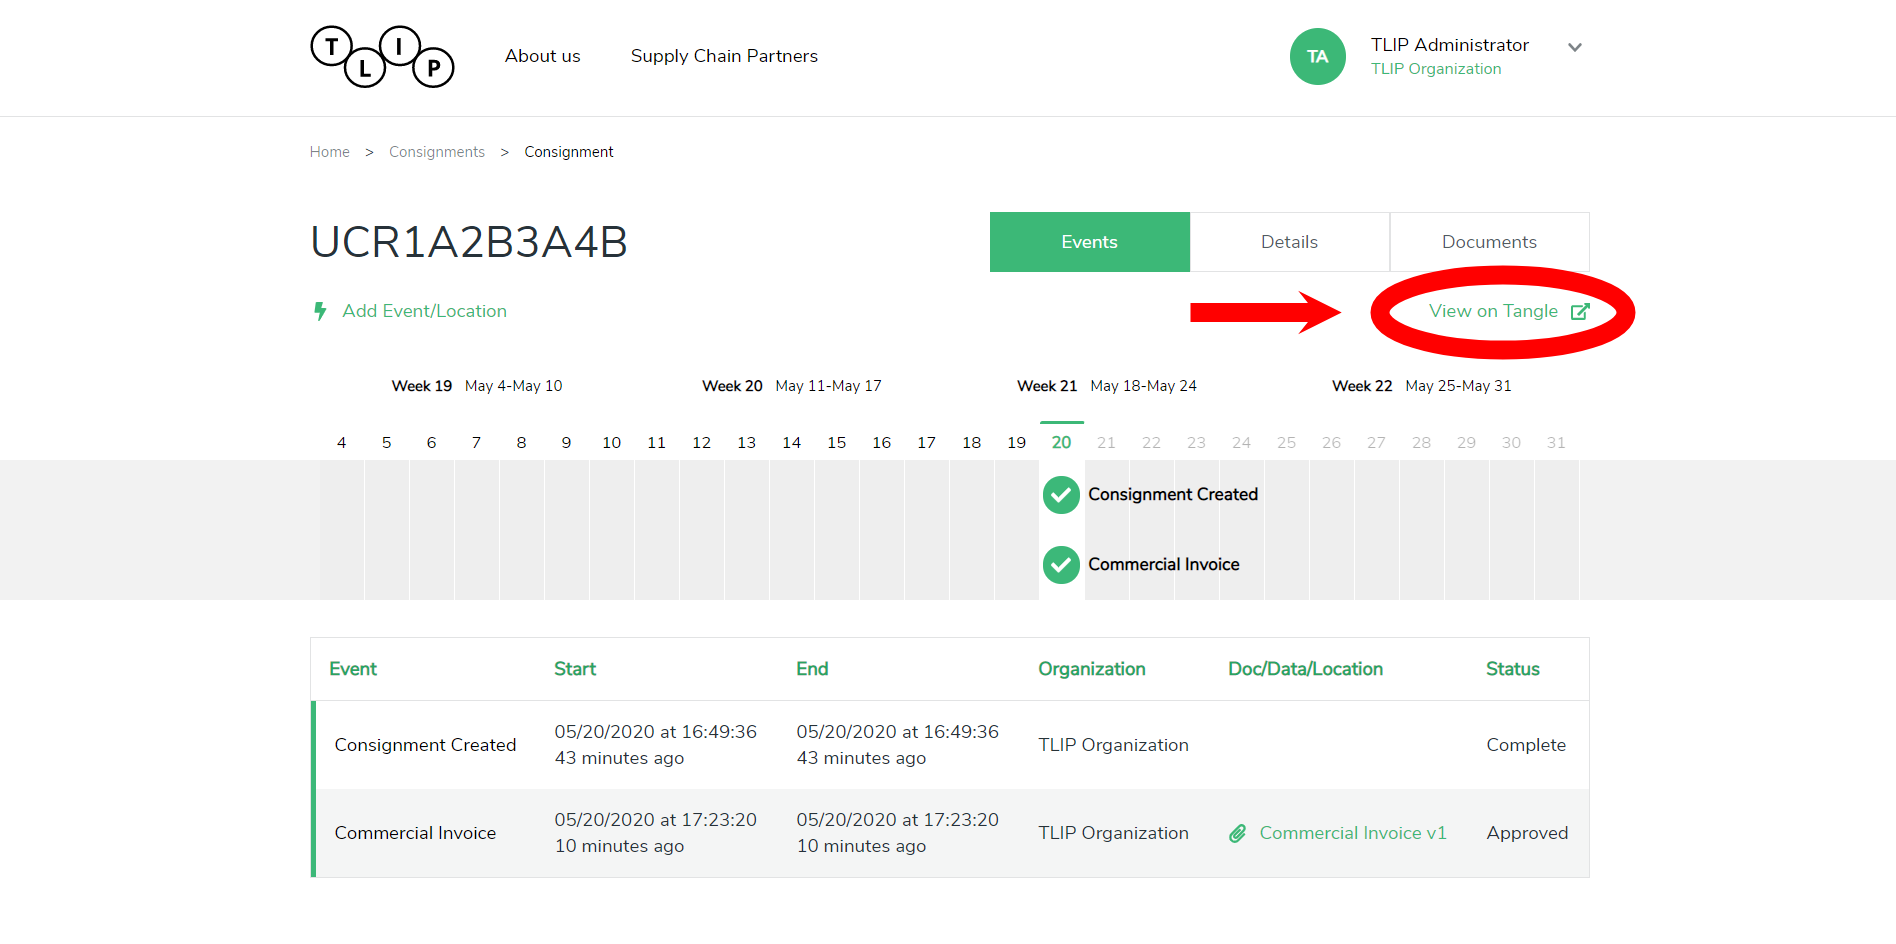 TLIP
About us
Supply Chain Partners
TA
TLIP Administrator
TLIP Organization
Home > Consignments > Consignment
UCR1A2B3A4B
Events
Details
Documents
Add Event/Location
View on Tangle
Week 19 May 4-May 10
Week 20 May 11-May 17
Week 21 May 18-May 24
Week 22 May 25-May 31
4 5 6 7 8 9 10 11 12 13 14 15 16 17 18 19 20 21 22 23 24 25 26 27 28 29 30 31
Consignment Created
Commercial Invoice
Event Start End Organization Doc/Data/Location Status
Consignment Created
05/20/2020 at 16:49:36
43 minutes ago
05/20/2020 at 16:49:36
43 minutes ago
TLIP Organization
Complete
Commercial Invoice
05/20/2020 at 17:23:20
10 minutes ago
05/20/2020 at 17:23:20
10 minutes ago
TLIP Organization
Commercial Invoice v1
Approved